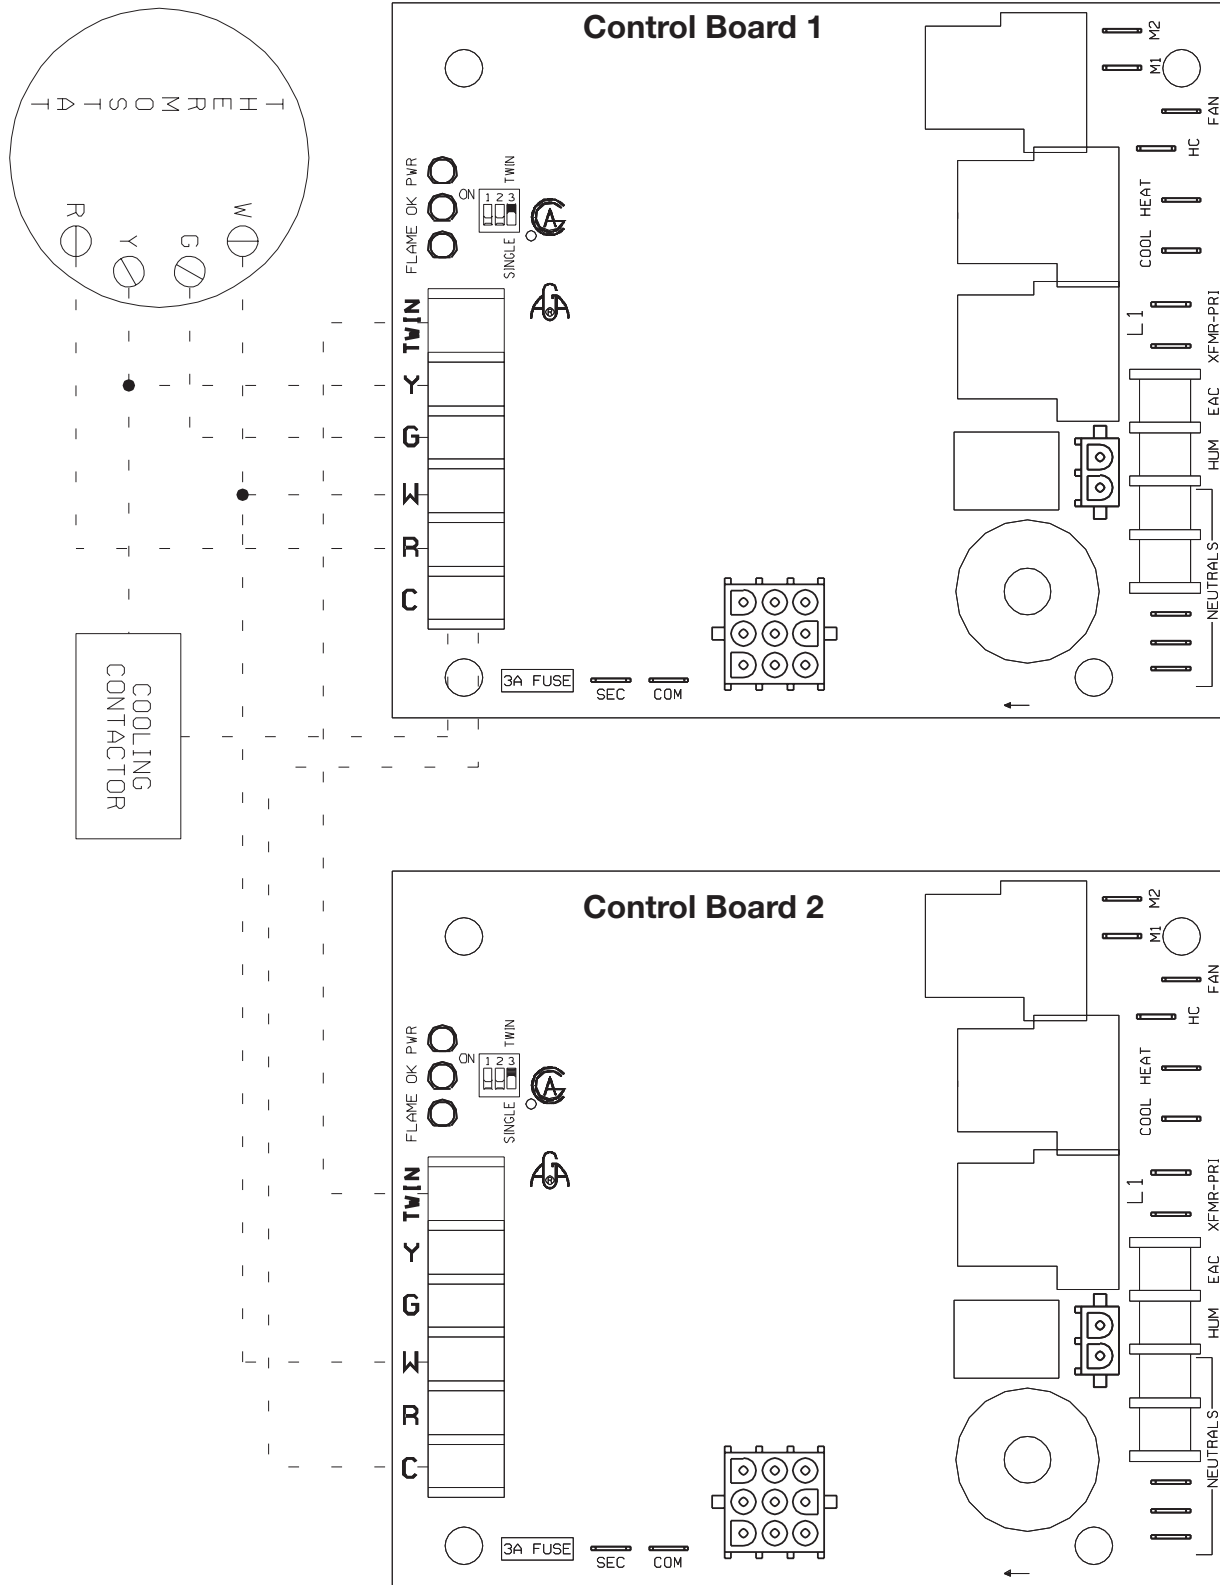 Control Board 1
THERMOSTAT
R
Y
G
W
M2
M1
FAN
HC
HEAT
COOL
L1
XFMR-PRI
EAC
HUM
NEUTRALS
PWR
OK
FLAME
ON
1 2 3
TWIN
SINGLE
TWIN
Y
G
W
R
C
3A FUSE
SEC
COM
COOLING
CONTACTOR
Control Board 2
M2
M1
FAN
HC
HEAT
COOL
L1
XFMR-PRI
EAC
HUM
NEUTRALS
PWR
OK
FLAME
ON
1 2 3
TWIN
SINGLE
TWIN
Y
G
W
R
C
3A FUSE
SEC
COM